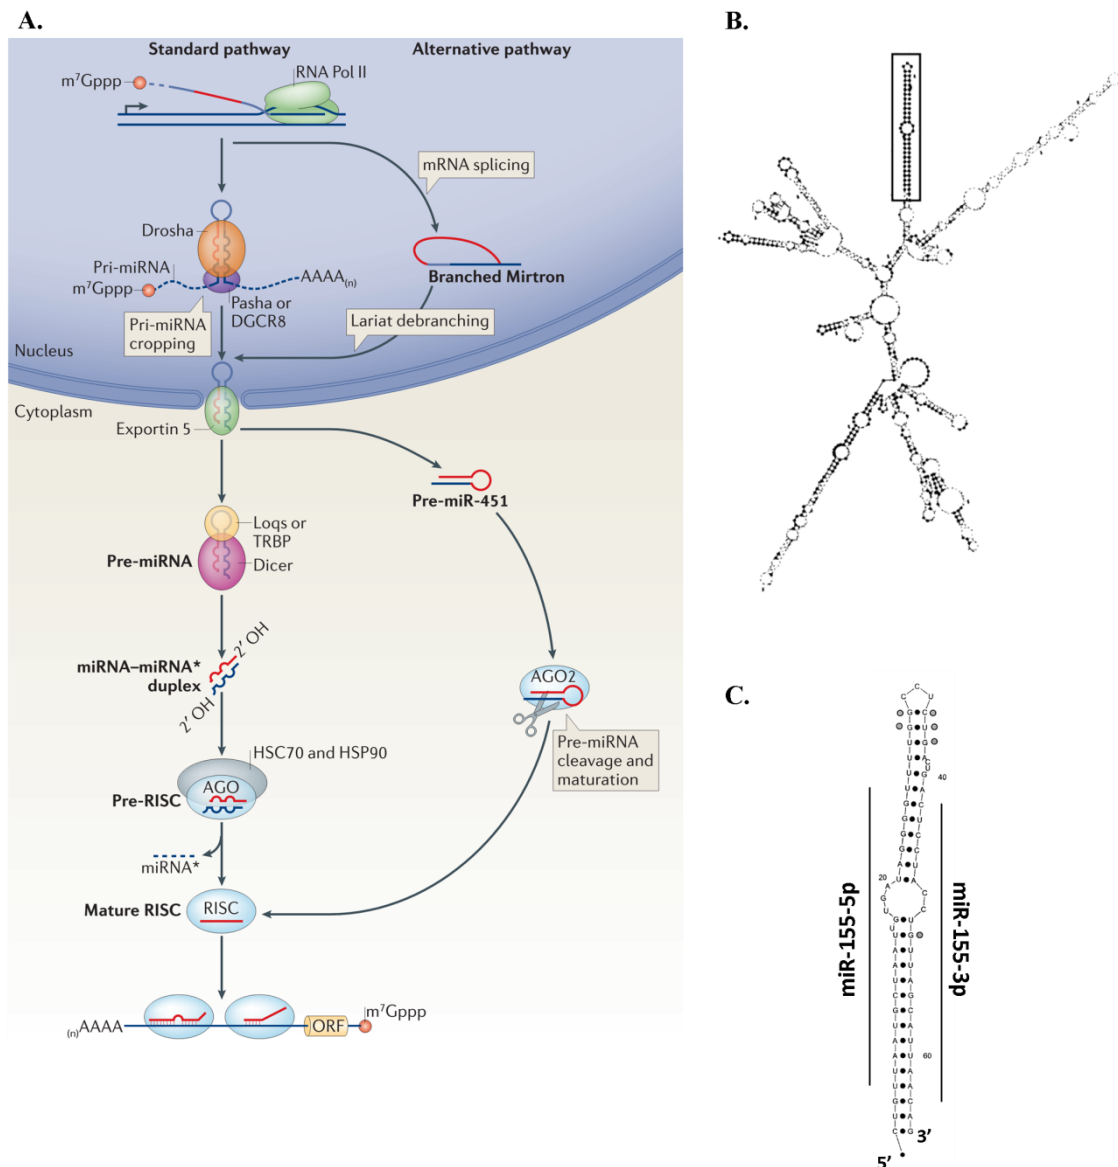 A.
Standard pathway
Alternative pathway
m⁷Gppp
RNA Pol II
mRNA splicing
Drosha
Pri-miRNA
m⁷Gppp
AAAA(n)
Branched Mirtron
Pasha or
DGCR8
Pri-miRNA
cropping
Lariat debranching
Nucleus
Cytoplasm
Exportin 5
Pre-miR-451
Loqs or
TRBP
Pre-miRNA
Dicer
2′ OH
miRNA–miRNA*
duplex
2′ OH
AGO2
HSC70 and HSP90
Pre-miRNA
cleavage and
maturation
AGO
Pre-RISC
miRNA*
Mature RISC
RISC
(n)AAAA
ORF
m⁷Gppp
B.
C.
40
20
miR-155-5p
miR-155-3p
60
3′
5′